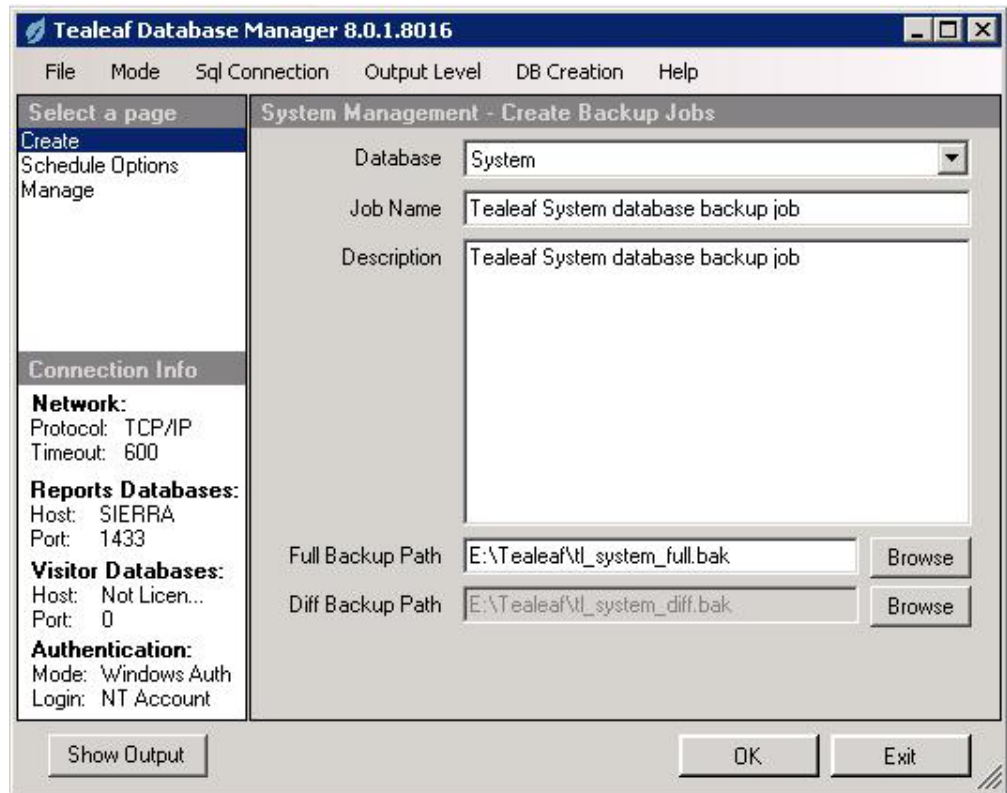 Tealeaf Database Manager 8.0.1.8016
File Mode Sql Connection Output Level DB Creation Help
Select a page
Create
Schedule Options
Manage
System Management - Create Backup Jobs
Database System
Job Name Tealeaf System database backup job
Description Tealeaf System database backup job
Full Backup Path E:\Tealeaf\tl_system_full.bak Browse
Diff Backup Path E:\Tealeaf\tl_system_diff.bak Browse
Connection Info
Network:
Protocol: TCP/IP
Timeout: 600
Reports Databases:
Host: SIERRA
Port: 1433
Visitor Databases:
Host: Not Licen...
Port: 0
Authentication:
Mode: Windows Auth
Login: NT Account
Show Output OK Exit